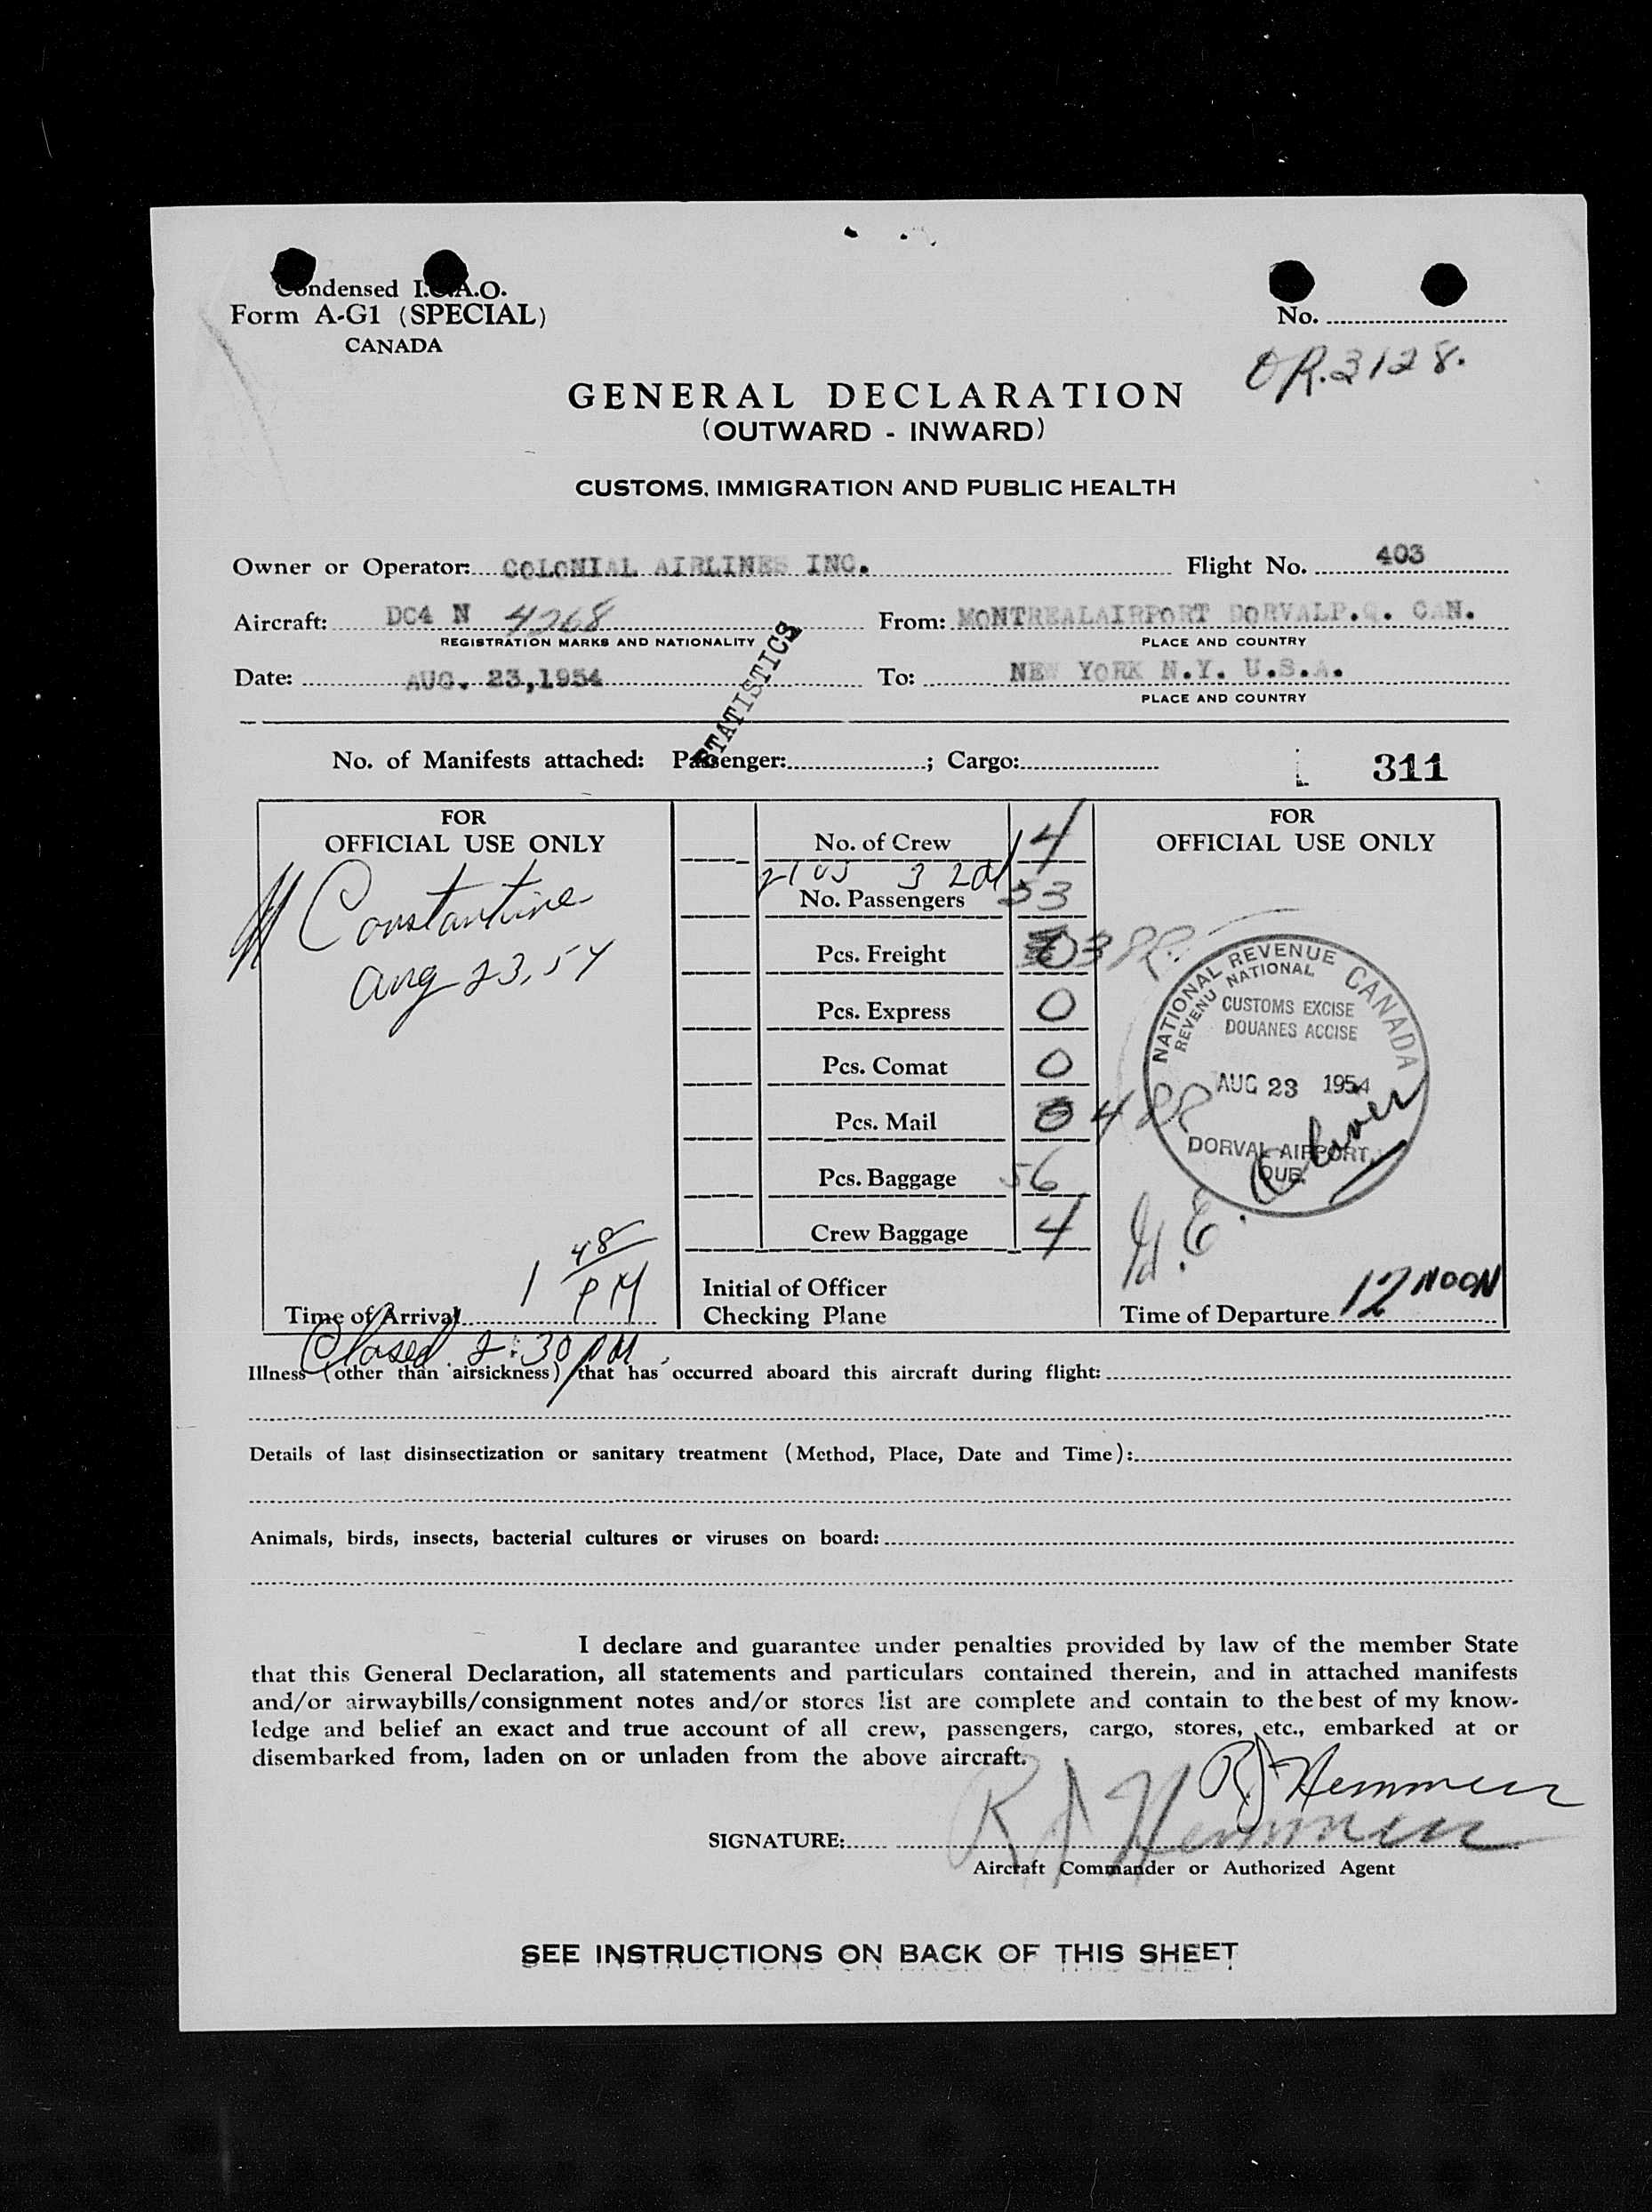 Condensed I.C.A.O.
Form A-G1 (SPECIAL)
CANADA
No.
OR.3128.
GENERAL DECLARATION
(OUTWARD - INWARD)
CUSTOMS, IMMIGRATION AND PUBLIC HEALTH
Owner or Operator: COLONIAL AIRLINES INC. Flight No. 403
Aircraft: DC4 N 4268 From: MONTREALAIRPORT DORVALP.Q. CAN.
REGISTRATION MARKS AND NATIONALITY PLACE AND COUNTRY
Date: AUG. 23,1954 To: NEW YORK N.Y. U.S.A.
PLACE AND COUNTRY
STATISTICS
No. of Manifests attached: Passenger: ; Cargo: 311
FOR
OFFICIAL USE ONLY
Constantine
Aug 23, 54
1 48 PM
Time of Arrival
Closed 2:30 PM
No. of Crew 4
No. Passengers 53
Pcs. Freight 3
Pcs. Express 0
Pcs. Comat 0
Pcs. Mail 4
Pcs. Baggage 56
Crew Baggage 4
Initial of Officer
Checking Plane
FOR
OFFICIAL USE ONLY
NATIONAL REVENUE CANADA
REVENU NATIONAL
CUSTOMS EXCISE
DOUANES ACCISE
AUG 23 1954
DORVAL AIRPORT,
QUE.
Time of Departure 12 NOON
Illness (other than airsickness) that has occurred aboard this aircraft during flight:
Details of last disinsectization or sanitary treatment (Method, Place, Date and Time):
Animals, birds, insects, bacterial cultures or viruses on board:
I declare and guarantee under penalties provided by law of the member State
that this General Declaration, all statements and particulars contained therein, and in attached manifests
and/or airwaybills/consignment notes and/or stores list are complete and contain to the best of my know-
ledge and belief an exact and true account of all crew, passengers, cargo, stores, etc., embarked at or
disembarked from, laden on or unladen from the above aircraft.
RJ Hemmen
SIGNATURE: RJ Hemmen
Aircraft Commander or Authorized Agent
SEE INSTRUCTIONS ON BACK OF THIS SHEET